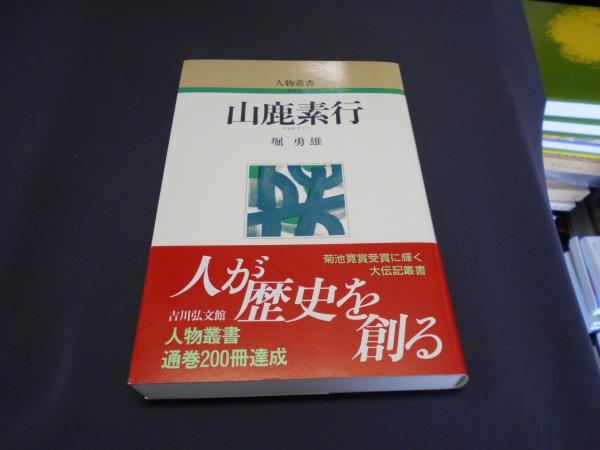 人物叢書
山鹿素行
堀 勇雄
菊池寛賞受賞に輝く
大伝記叢書
人が歴史を創る
吉川弘文館
人物叢書
通巻200冊達成